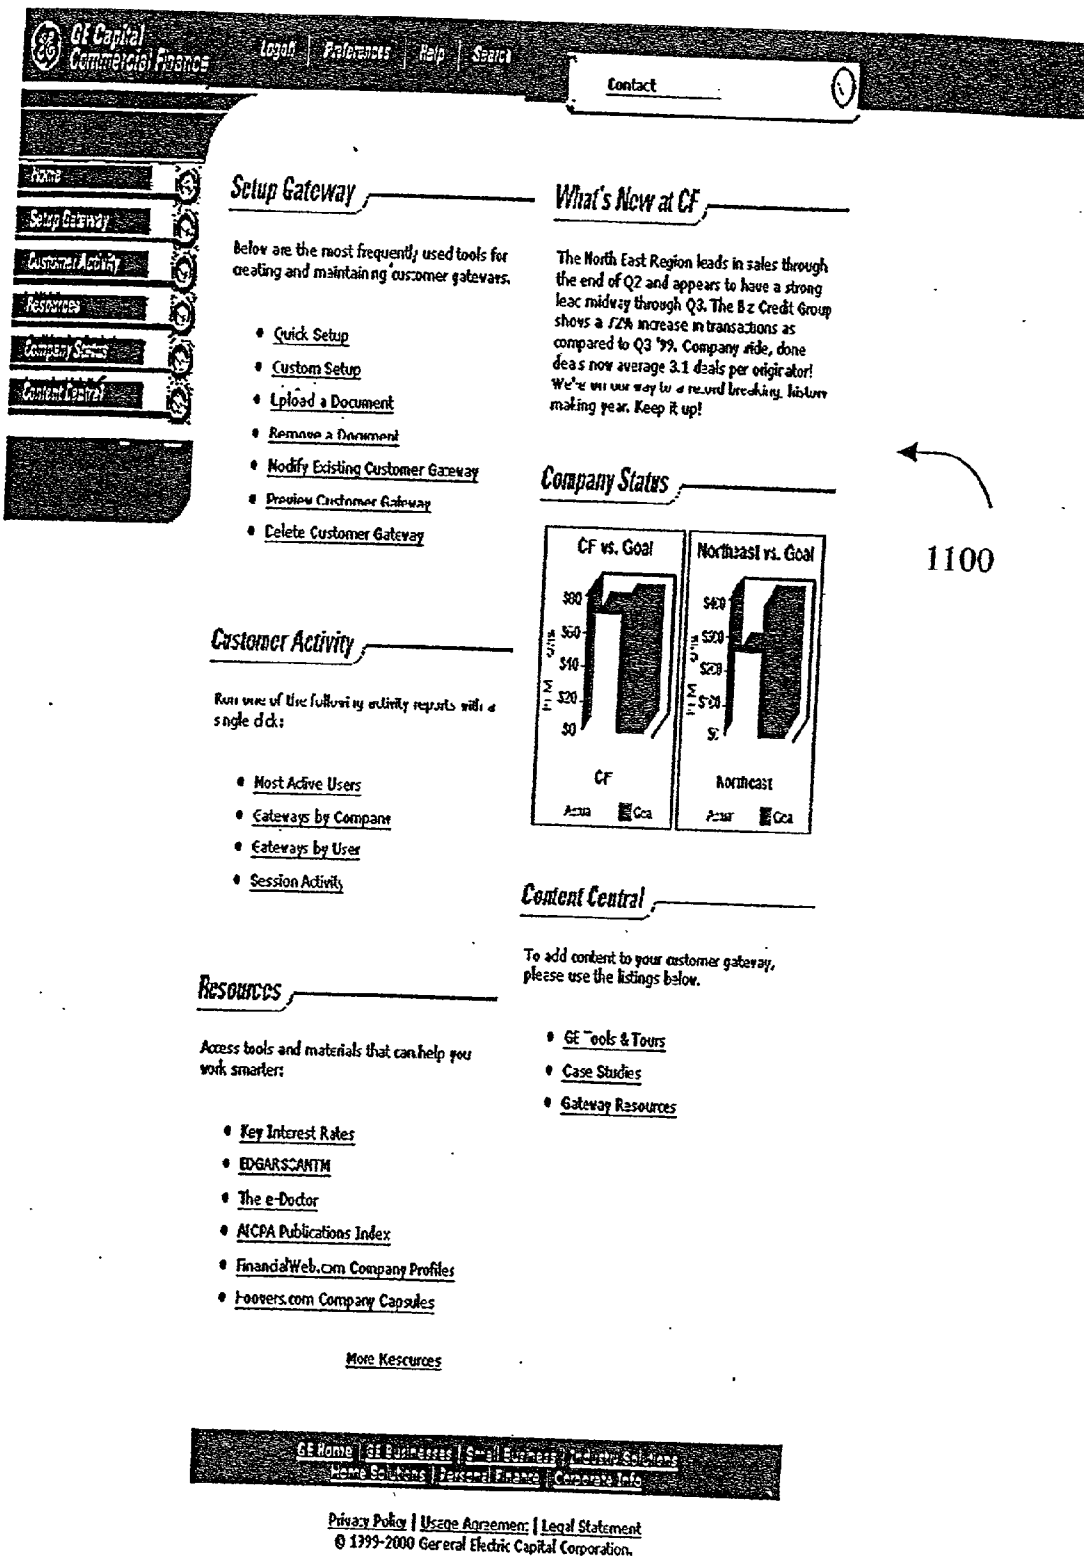 GE Capital
Commercial Finance
Logoff | Preferences | Help | Search
Contact
Home
Setup Gateway
Customer Activity
Resources
Company Status
Content Central
Setup Gateway
Below are the most frequently used tools for
creating and maintaining customer gateways.
Quick Setup
Custom Setup
Upload a Document
Remove a Document
Modify Existing Customer Gateway
Preview Customer Gateway
Delete Customer Gateway
Customer Activity
Run one of the following activity reports with a
single click:
Most Active Users
Gateways by Company
Gateways by User
Session Activity
Resources
Access tools and materials that can help you
work smarter:
Key Interest Rates
EDGARSCANTM
The e-Doctor
AICPA Publications Index
FinancialWeb.com Company Profiles
Hoovers.com Company Capsules
More Resources
What's New at CF
The North East Region leads in sales through
the end of Q2 and appears to have a strong
lead midway through Q3. The Biz Credit Group
shows a 12% increase in transactions as
compared to Q3 '99. Company wide, done
deals now average 3.1 deals per originator!
We're on our way to a record breaking, history
making year. Keep it up!
Company Status
CF vs. Goal
$80
$60
$40
$20
$0
CF
Northeast vs. Goal
$400
$300
$200
$100
$0
Northeast
1100
Content Central
To add content to your customer gateway,
please use the listings below.
GE Tools & Tours
Case Studies
Gateway Resources
GE Home | GE Businesses | Small Business | Industry Solutions
Home Solutions | Personal Finance | Corporate Info
Privacy Policy | Usage Agreement | Legal Statement
© 1999-2000 General Electric Capital Corporation.